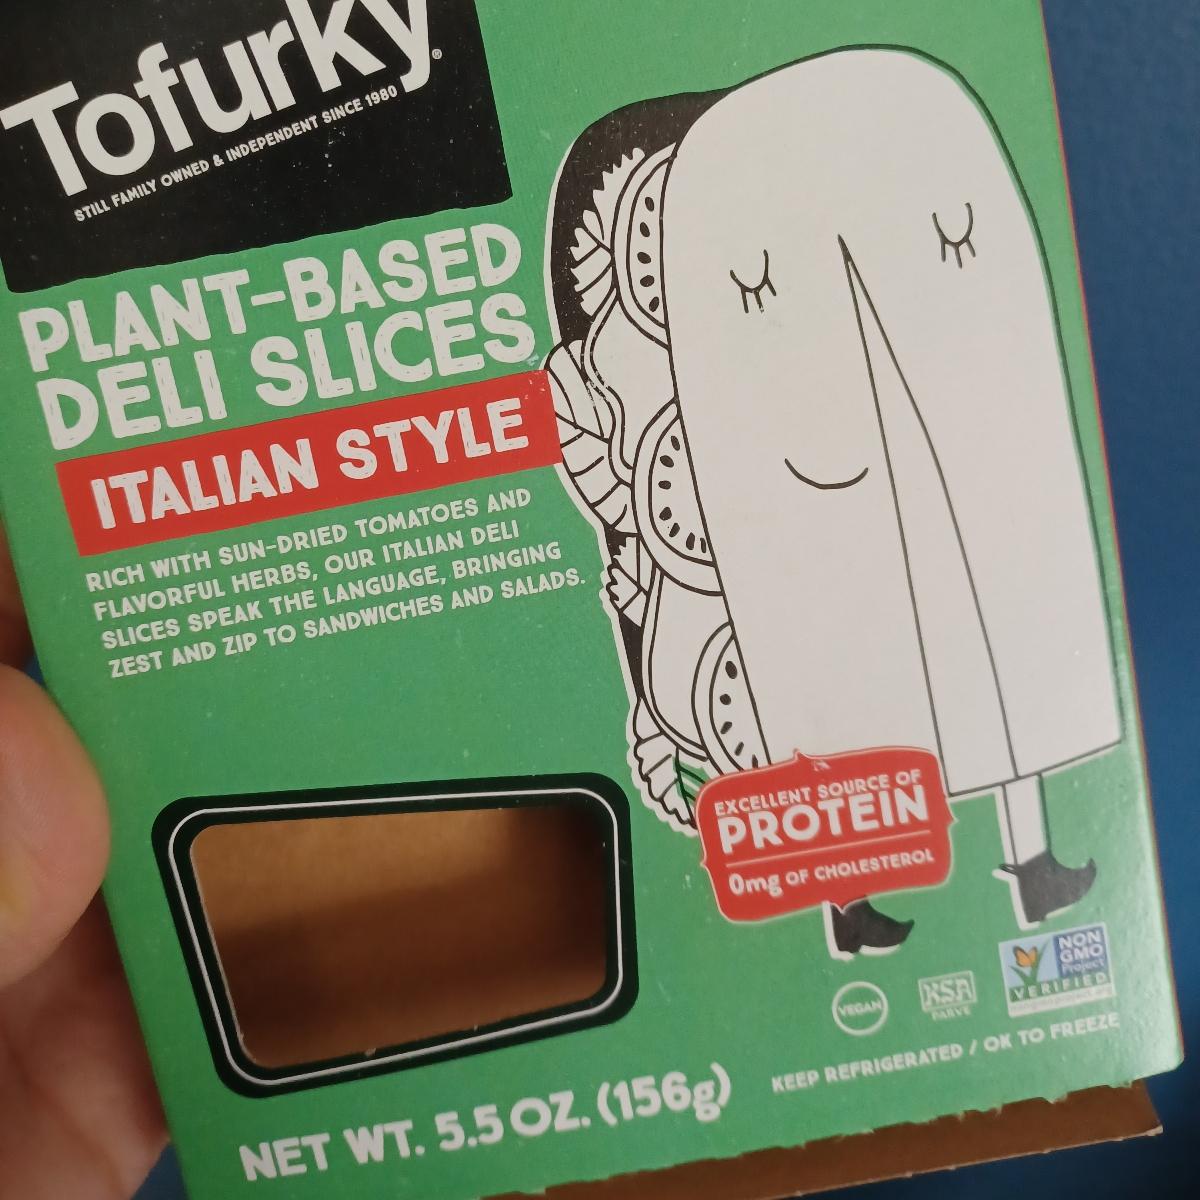 Tofurky®
STILL FAMILY OWNED & INDEPENDENT SINCE 1980
PLANT-BASED
DELI SLICES
ITALIAN STYLE
RICH WITH SUN-DRIED TOMATOES AND
FLAVORFUL HERBS, OUR ITALIAN DELI
SLICES SPEAK THE LANGUAGE, BRINGING
ZEST AND ZIP TO SANDWICHES AND SALADS.
EXCELLENT SOURCE OF
PROTEIN
0mg OF CHOLESTEROL
VEGAN
KSA
PARVE
NON
GMO
Project
VERIFIED
nongmoproject.org
KEEP REFRIGERATED / OK TO FREEZE
NET WT. 5.5 OZ. (156g)